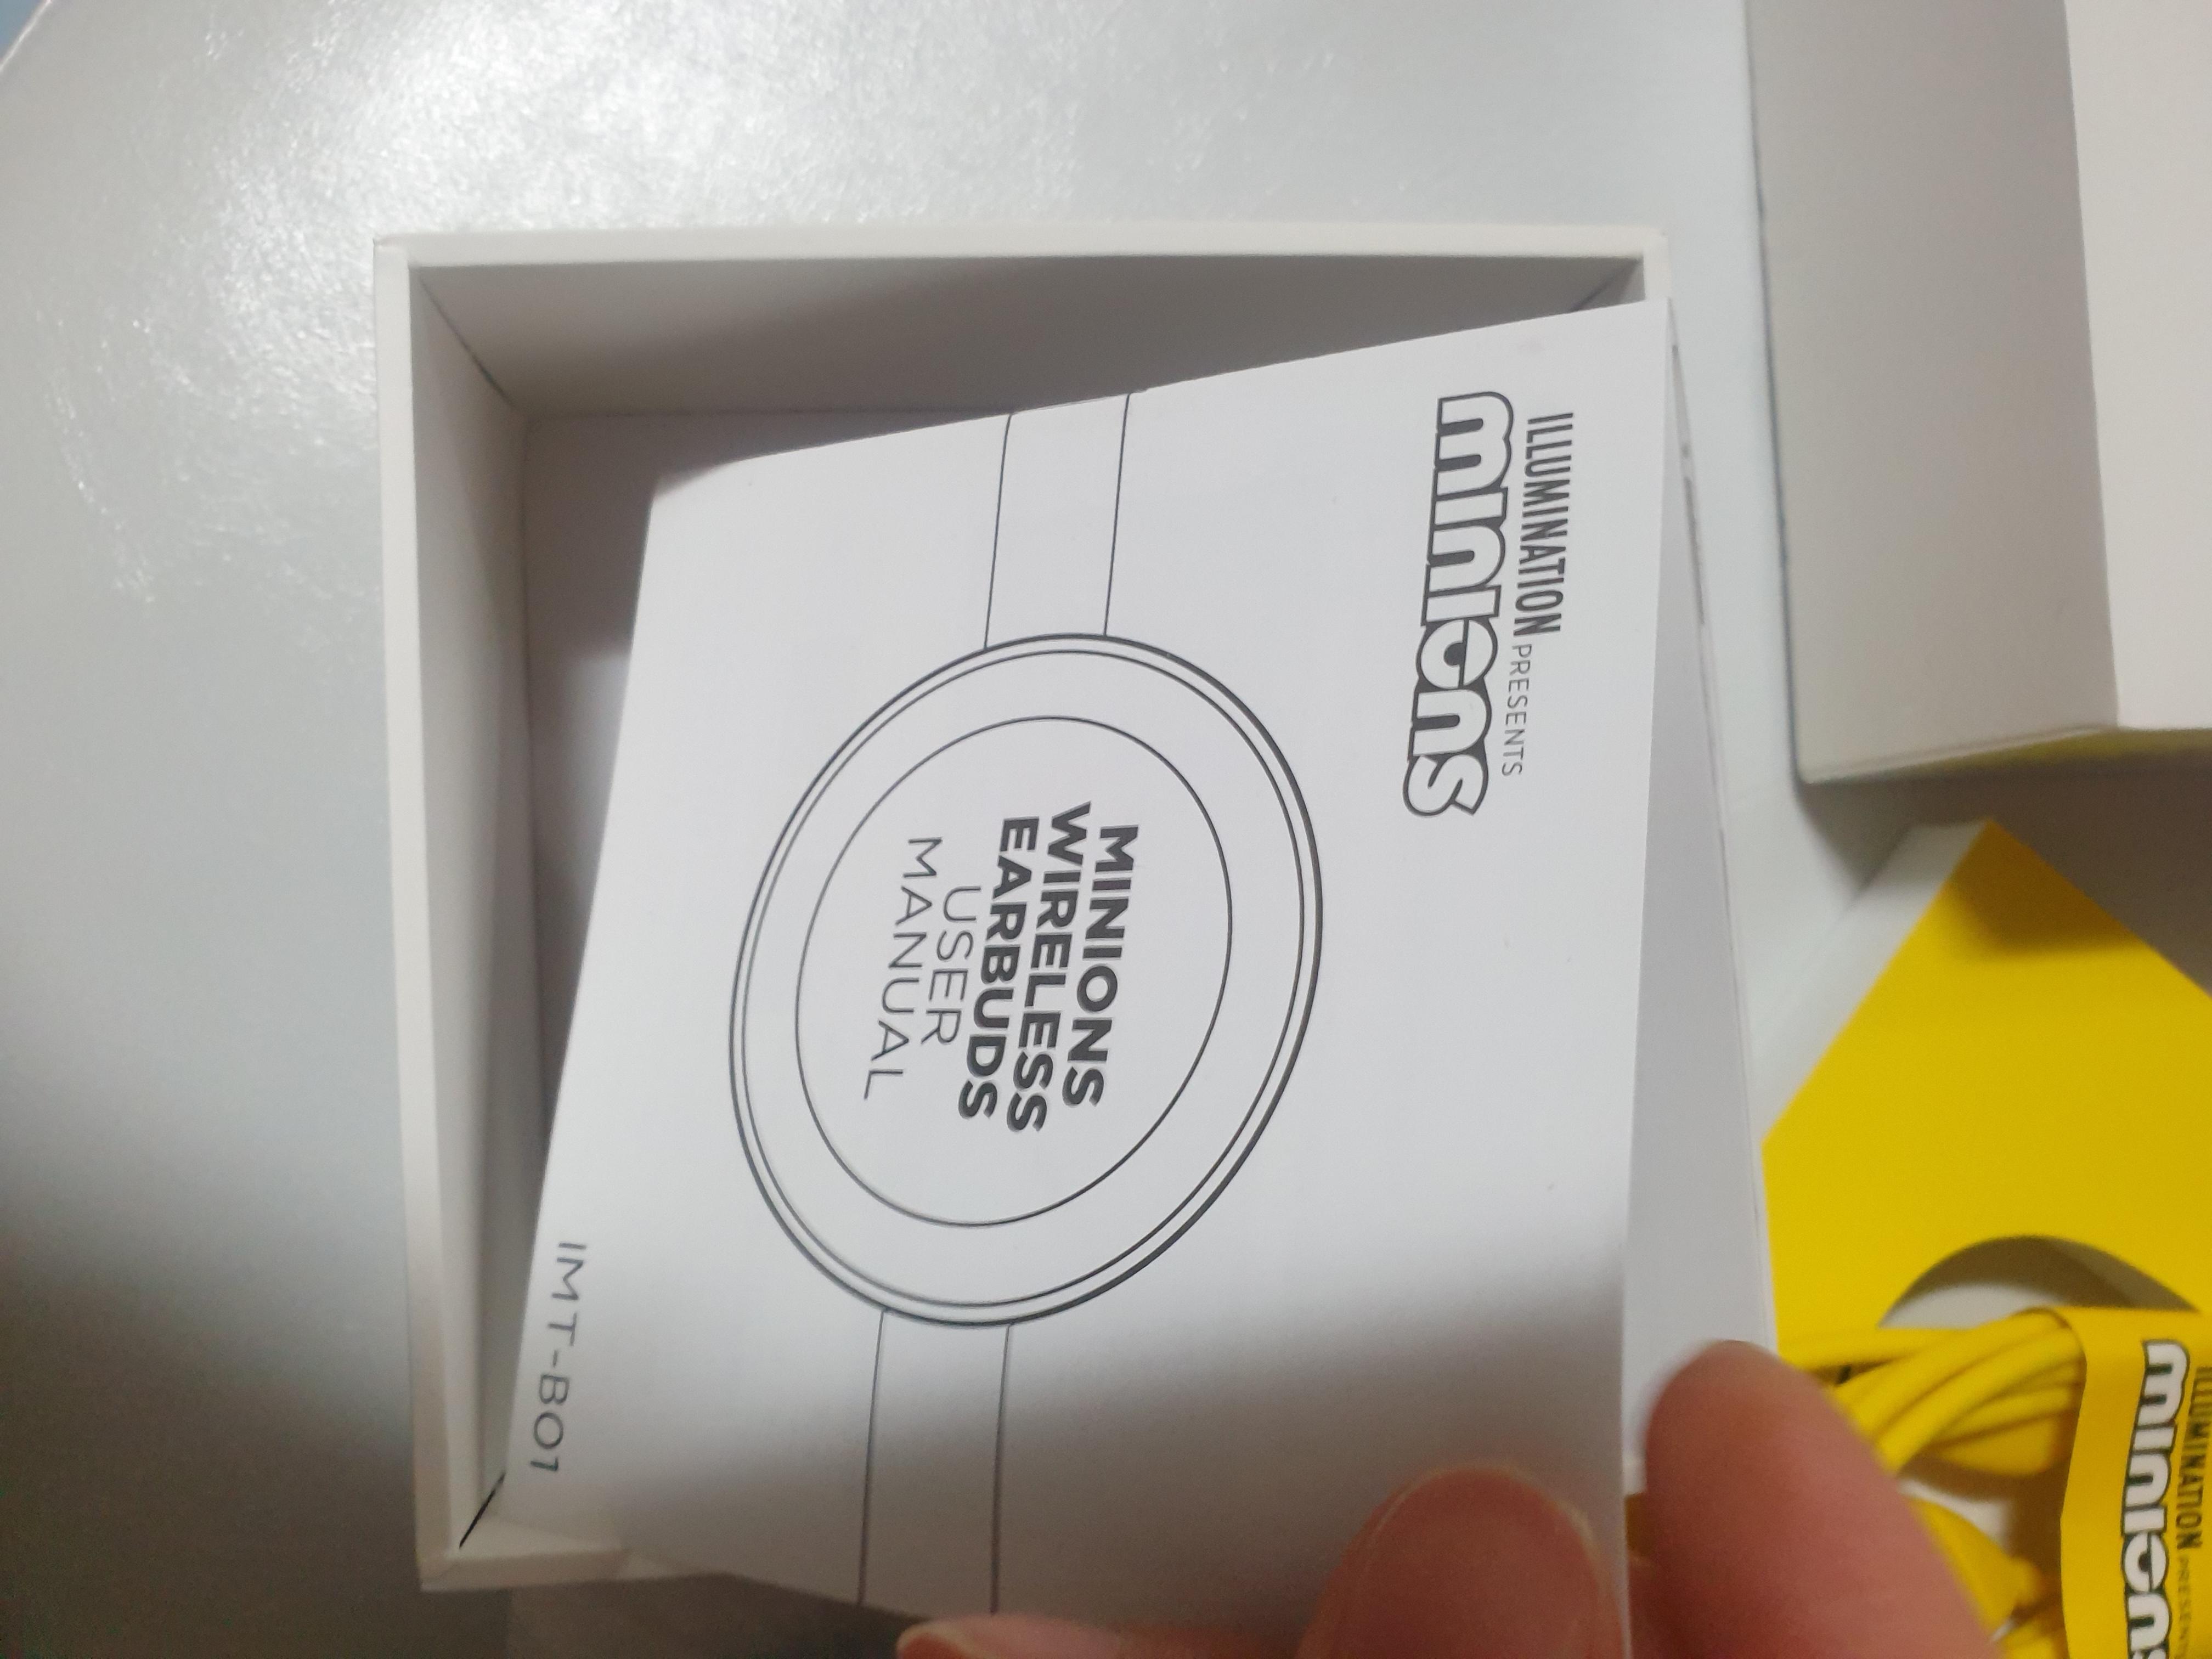 ILLUMINATION PRESENTS
minions
MINIONS
WIRELESS
EARBUDS
USER
MANUAL
IMT-B01
ILLUMINATION PRESENTS
minions